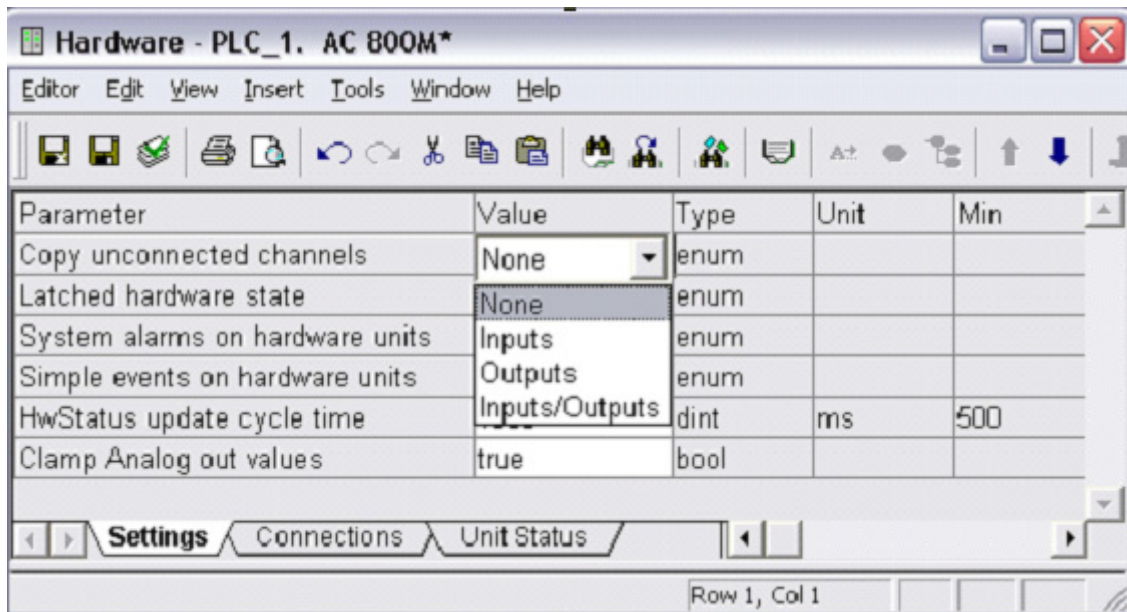 Hardware - PLC_1. AC 800M*
Editor Edit View Insert Tools Window Help
Parameter Value Type Unit Min
Copy unconnected channels None enum
Latched hardware state None enum
System alarms on hardware units Inputs enum
Simple events on hardware units Outputs enum
HwStatus update cycle time Inputs/Outputs dint ms 500
Clamp Analog out values true bool
Settings Connections Unit Status
Row 1, Col 1